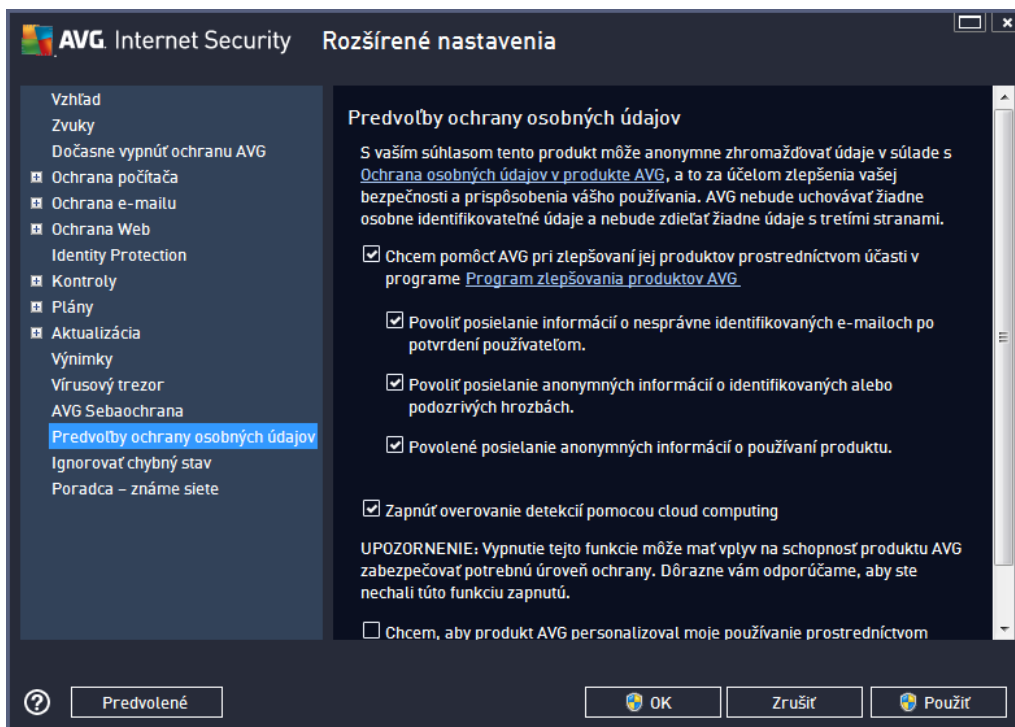 AVG. Internet Security
Rozšírené nastavenia
Vzhľad
Zvuky
Dočasne vypnúť ochranu AVG
Ochrana počítača
Ochrana e-mailu
Ochrana Web
Identity Protection
Kontroly
Plány
Aktualizácia
Výnimky
Vírusový trezor
AVG Sebaochrana
Predvoľby ochrany osobných údajov
Ignorovať chybný stav
Poradca – známe siete
Predvoľby ochrany osobných údajov
S vaším súhlasom tento produkt môže anonymne zhromažďovať údaje v súlade s
Ochrana osobných údajov v produkte AVG, a to za účelom zlepšenia vašej
bezpečnosti a prispôsobenia vášho používania. AVG nebude uchovávať žiadne
osobne identifikovateľné údaje a nebude zdieľať žiadne údaje s tretími stranami.
Chcem pomôcť AVG pri zlepšovaní jej produktov prostredníctvom účasti v
programe Program zlepšovania produktov AVG
Povoliť posielanie informácií o nesprávne identifikovaných e-mailoch po
potvrdení používateľom.
Povoliť posielanie anonymných informácií o identifikovaných alebo
podozrivých hrozbách.
Povolené posielanie anonymných informácií o používaní produktu.
Zapnúť overovanie detekcií pomocou cloud computing
UPOZORNENIE: Vypnutie tejto funkcie môže mať vplyv na schopnosť produktu AVG
zabezpečovať potrebnú úroveň ochrany. Dôrazne vám odporúčame, aby ste
nechali túto funkciu zapnutú.
Chcem, aby produkt AVG personalizoval moje používanie prostredníctvom
Predvolené
OK
Zrušiť
Použiť